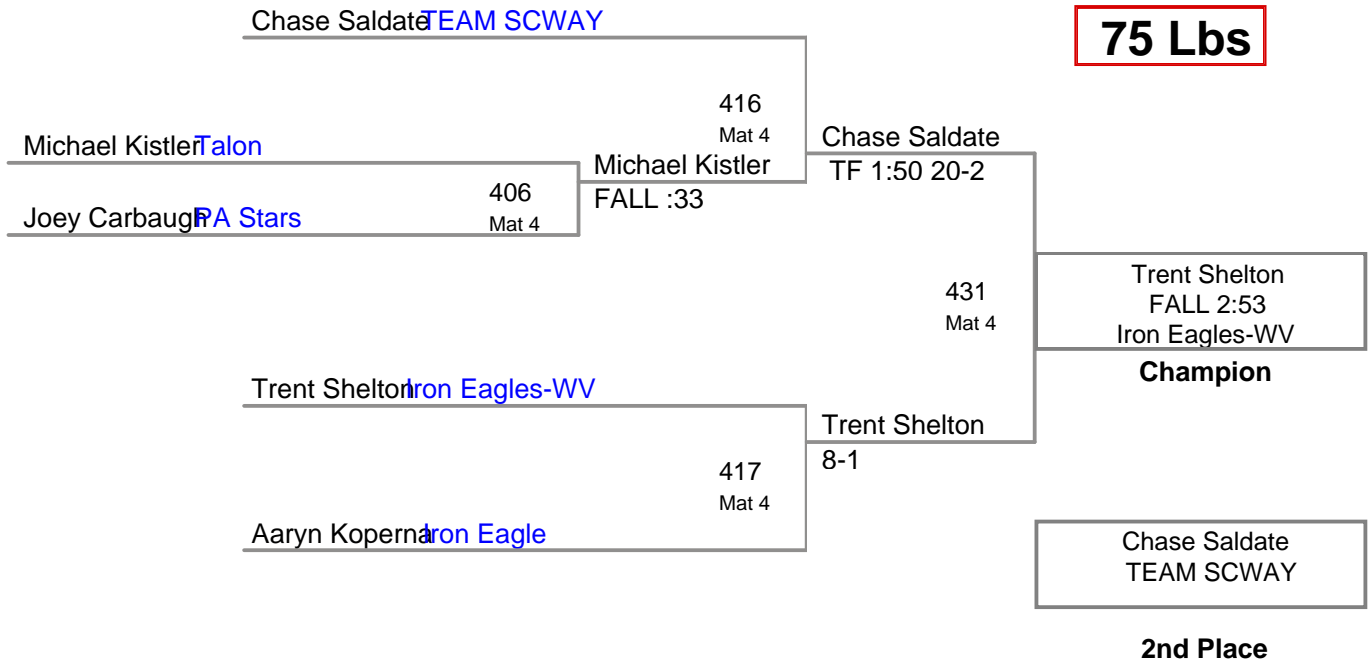 Chase Saldate TEAM SCWAY
75 Lbs
416
Mat 4
Michael Kistler Talon
Chase Saldate
Michael Kistler
TF 1:50 20-2
406
FALL :33
Joey Carbaugh PA Stars
Mat 4
Trent Shelton
431
FALL 2:53
Mat 4
Iron Eagles-WV
Champion
Trent Shelton Iron Eagles-WV
Trent Shelton
8-1
417
Mat 4
Aaryn Koperna Iron Eagle
Chase Saldate
TEAM SCWAY
2nd Place